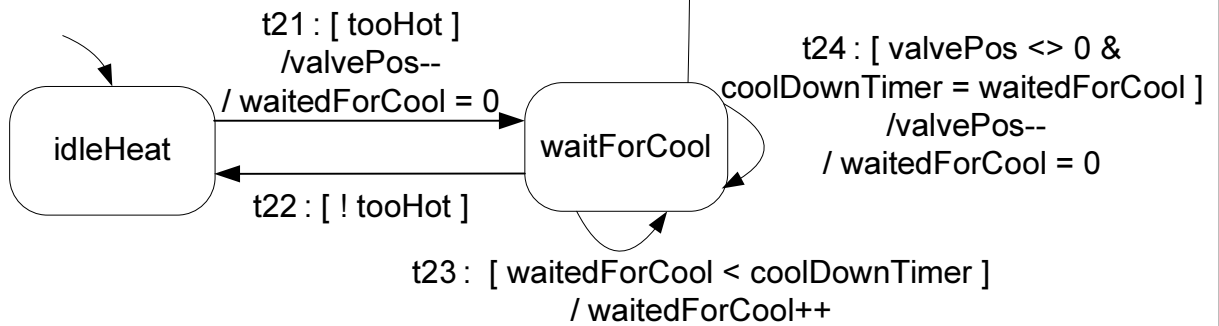 t21 : [ tooHot ]
/valvePos--
/ waitedForCool = 0
t24 : [ valvePos <> 0 &
coolDownTimer = waitedForCool ]
/valvePos--
/ waitedForCool = 0
idleHeat
waitForCool
t22 : [ ! tooHot ]
t23 : [ waitedForCool < coolDownTimer ]
/ waitedForCool++